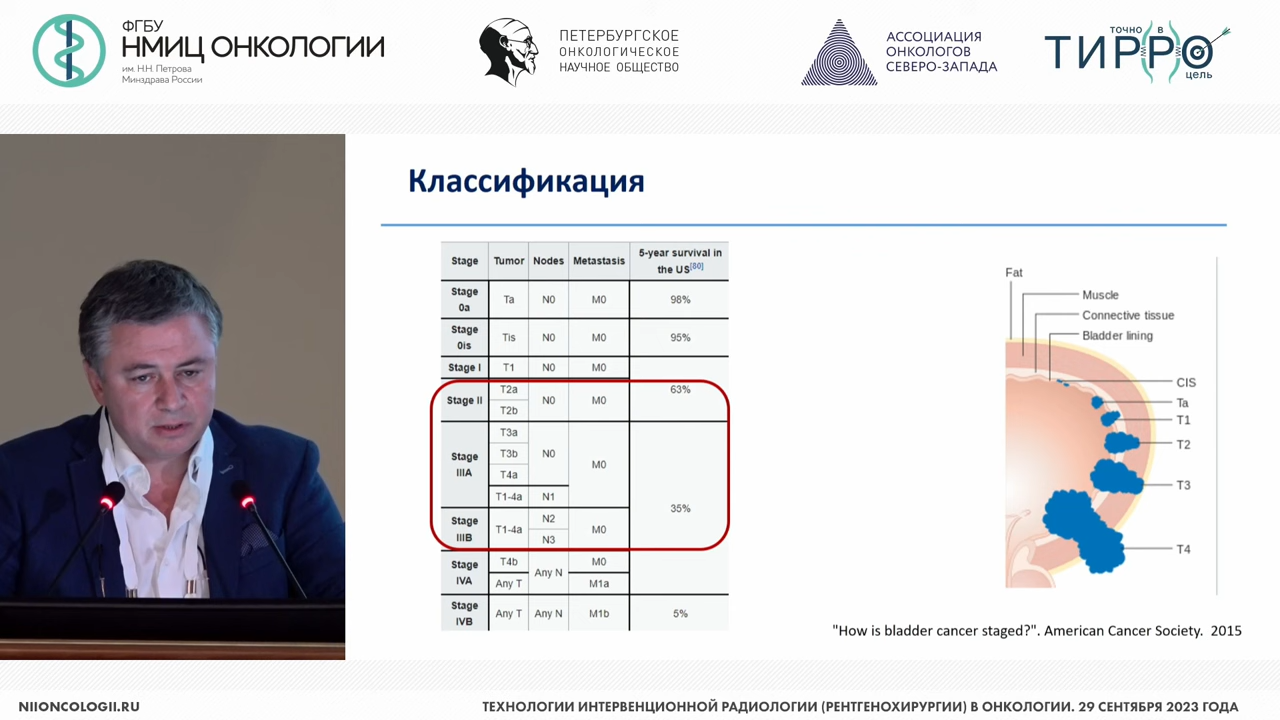 ФГБУ
НМИЦ ОНКОЛОГИИ
им. Н.Н. Петрова
Минздрава России
ПЕТЕРБУРГСКОЕ
ОНКОЛОГИЧЕСКОЕ
НАУЧНОЕ ОБЩЕСТВО
АССОЦИАЦИЯ
ОНКОЛОГОВ
СЕВЕРО-ЗАПАДА
точно в
ТИРРО
цель
Классификация
Stage Tumor Nodes Metastasis 5-year survival in
the US[80]
Stage
0a Ta N0 M0 98%
Stage
0is Tis N0 M0 95%
Stage I T1 N0 M0
63%
Stage II T2a N0 M0
T2b
Stage
IIIA T3a N0 M0
T3b
T4a
T1-4a N1
35%
Stage
IIIB T1-4a N2 M0
N3
Stage
IVA T4b Any N M0
Any T M1a
Stage
IVB Any T Any N M1b 5%
Fat
Muscle
Connective tissue
Bladder lining
CIS
Ta
T1
T2
T3
T4
"How is bladder cancer staged?". American Cancer Society. 2015
NIIONCOLOGII.RU
ТЕХНОЛОГИИ ИНТЕРВЕНЦИОННОЙ РАДИОЛОГИИ (РЕНТГЕНОХИРУРГИИ) В ОНКОЛОГИИ. 29 СЕНТЯБРЯ 2023 ГОДА